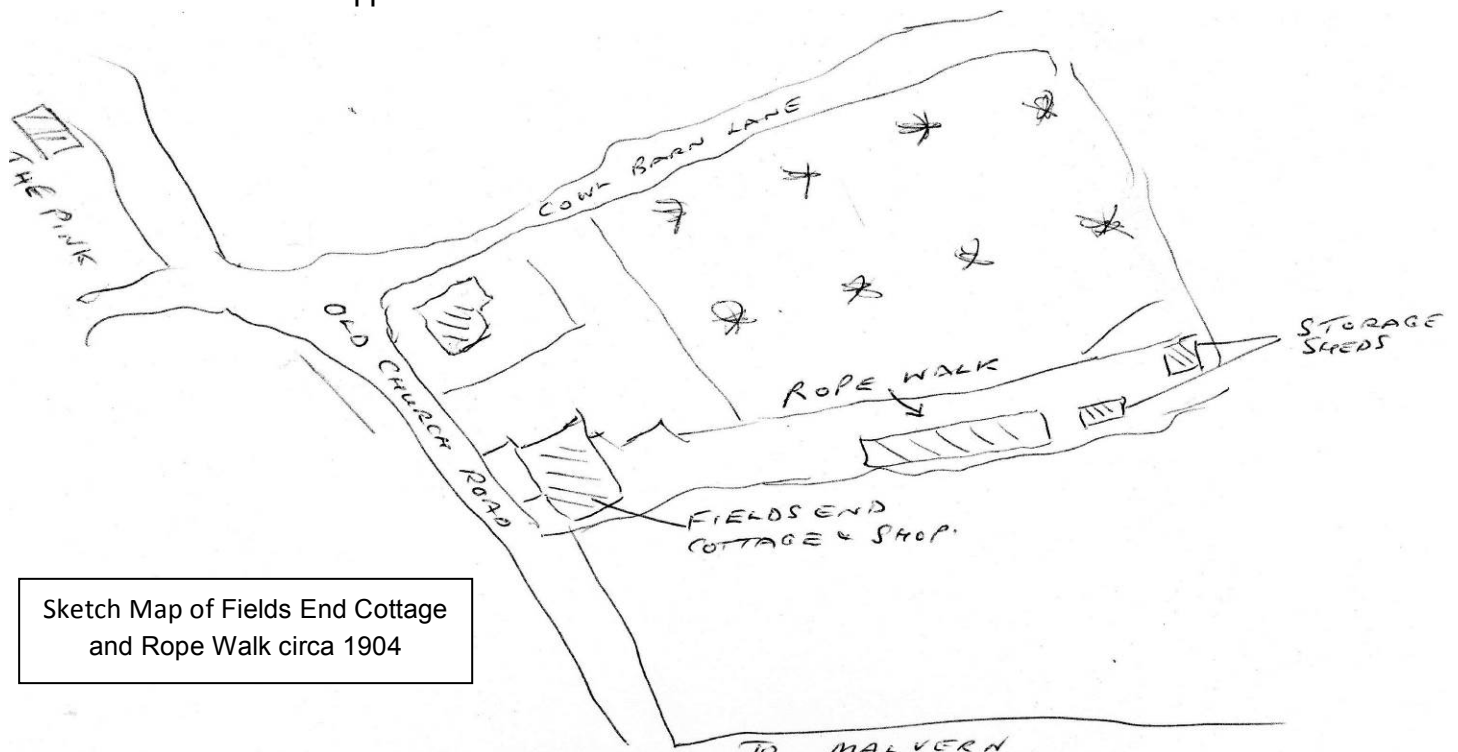 THE PINK
COWL BARN LANE
OLD CHURCH ROAD
ROPE WALK
STORAGE
SHEDS
FIELDS END
COTTAGE & SHOP.
Sketch Map of Fields End Cottage
and Rope Walk circa 1904
TO MALVERN